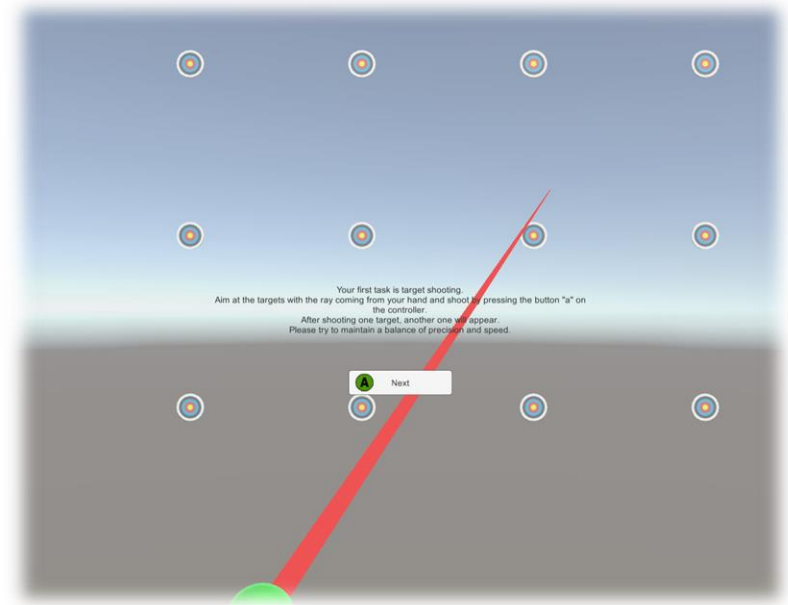 Your first task is target shooting.
Aim at the targets with the ray coming from your hand and shoot by pressing the button "a" on
the controller.
After shooting one target, another one will appear.
Please try to maintain a balance of precision and speed.
A Next